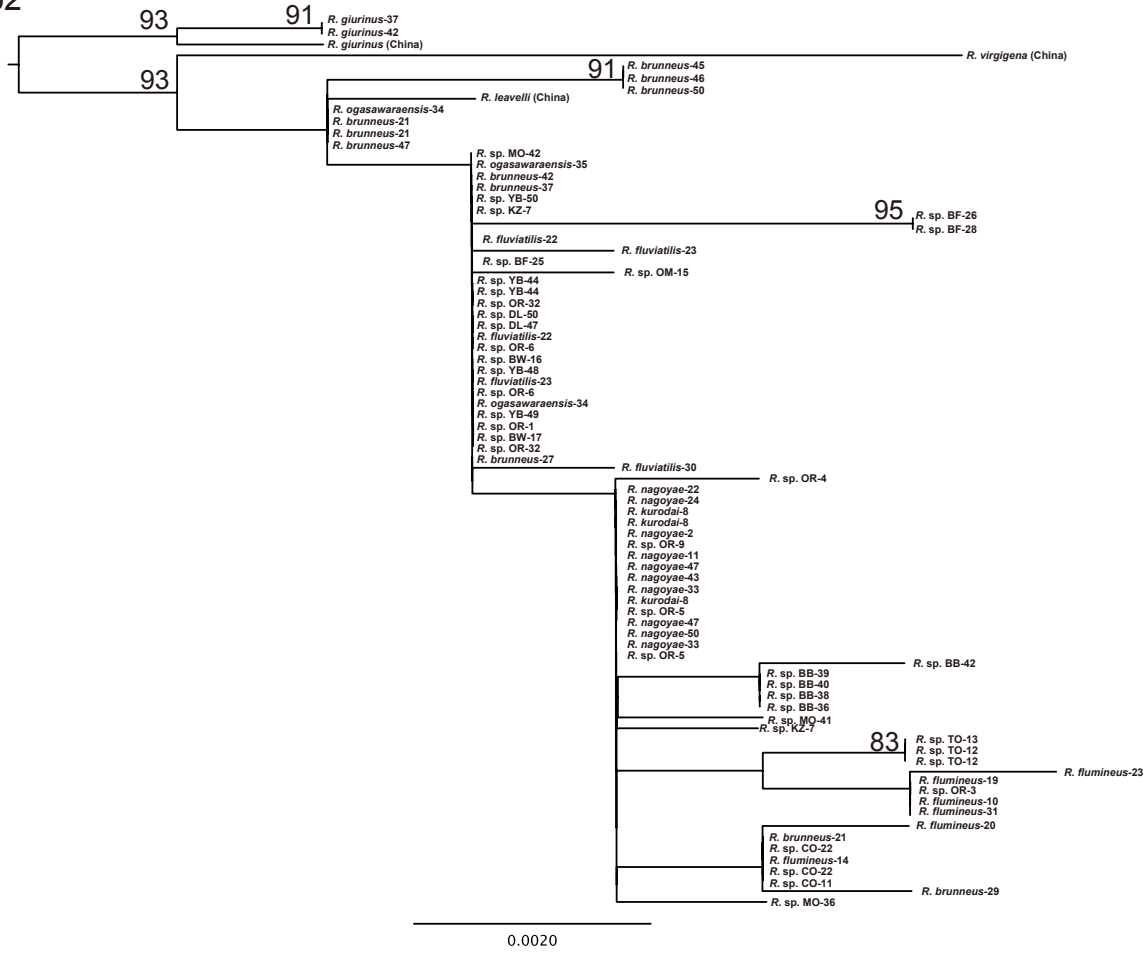 93
91
R. giurinus-37
R. giurinus-42
R. giurinus (China)
R. virgigena (China)
93
91
R. brunneus-45
R. brunneus-46
R. brunneus-50
R. leavelli (China)
R. ogasawaraensis-34
R. brunneus-21
R. brunneus-21
R. brunneus-47
R. sp. MO-42
R. ogasawaraensis-35
R. brunneus-42
R. brunneus-37
R. sp. YB-50
R. sp. KZ-7
95
R. sp. BF-26
R. sp. BF-28
R. fluviatilis-22
R. fluviatilis-23
R. sp. BF-25
R. sp. OM-15
R. sp. YB-44
R. sp. YB-44
R. sp. OR-32
R. sp. DL-50
R. sp. DL-47
R. fluviatilis-22
R. sp. OR-6
R. sp. BW-16
R. sp. YB-48
R. fluviatilis-23
R. sp. OR-6
R. ogasawaraensis-34
R. sp. YB-49
R. sp. OR-1
R. sp. BW-17
R. sp. OR-32
R. brunneus-27
R. fluviatilis-30
R. sp. OR-4
R. nagoyae-22
R. nagoyae-24
R. kurodai-8
R. kurodai-8
R. nagoyae-2
R. sp. OR-9
R. nagoyae-11
R. nagoyae-47
R. nagoyae-43
R. nagoyae-33
R. kurodai-8
R. sp. OR-5
R. nagoyae-47
R. nagoyae-50
R. nagoyae-33
R. sp. OR-5
R. sp. BB-42
R. sp. BB-39
R. sp. BB-40
R. sp. BB-38
R. sp. BB-36
R. sp. MO-41
R. sp. KZ-7
83
R. sp. TO-13
R. sp. TO-12
R. sp. TO-12
R. flumineus-23
R. flumineus-19
R. sp. OR-3
R. flumineus-10
R. flumineus-31
R. flumineus-20
R. brunneus-21
R. sp. CO-22
R. flumineus-14
R. sp. CO-22
R. sp. CO-11
R. brunneus-29
R. sp. MO-36
0.0020